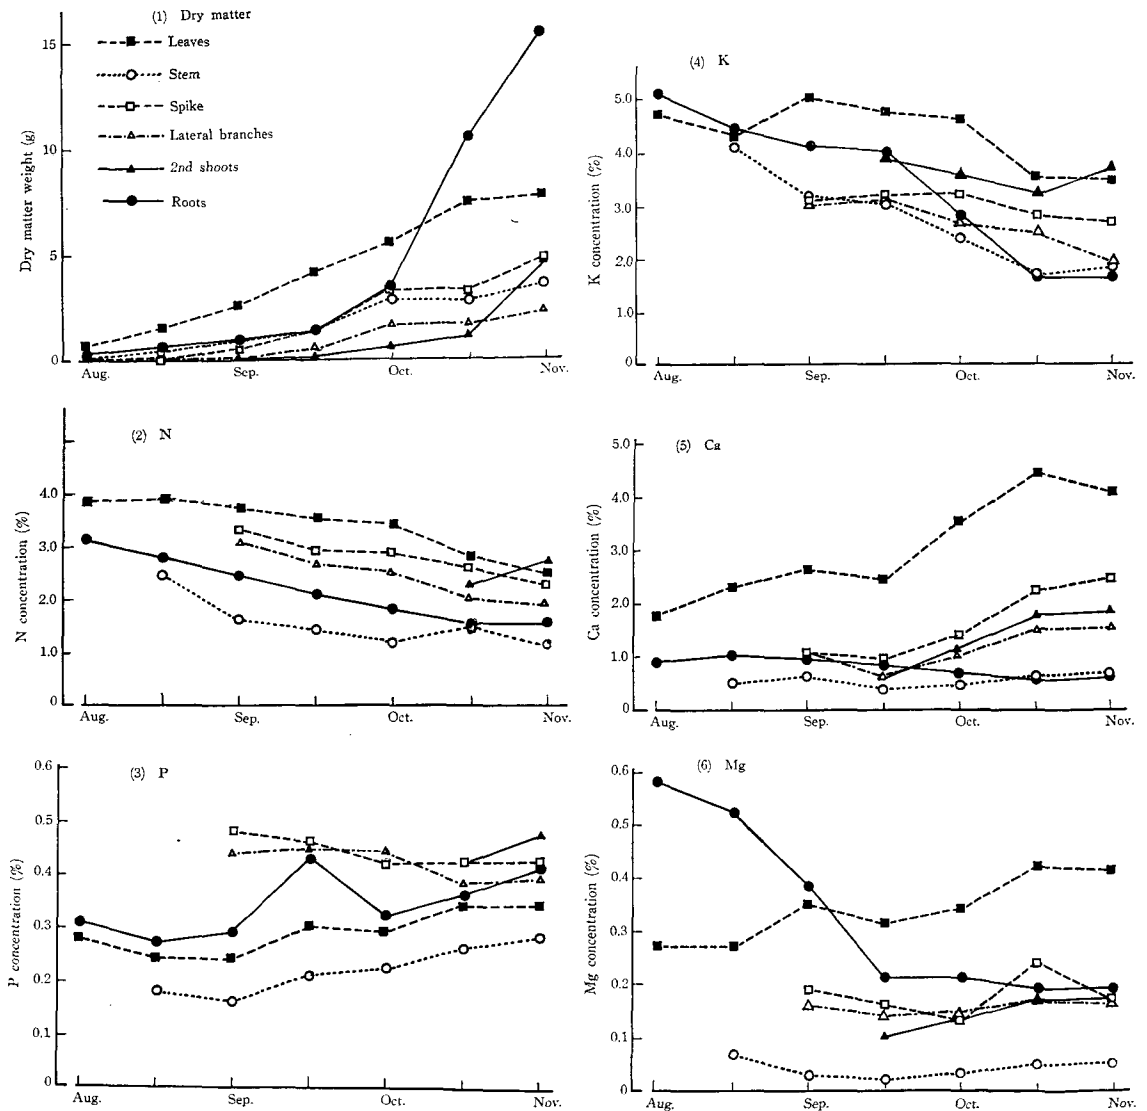 (1) Dry matter
Leaves
Stem
Spike
Lateral branches
2nd shoots
Roots
Dry matter weight (g)
15
10
5
0
Aug.
Sep.
Oct.
Nov.
(4) K
K concentration (%)
5.0
4.0
3.0
2.0
1.0
0
Aug.
Sep.
Oct.
Nov.
(2) N
N concentration (%)
4.0
3.0
2.0
1.0
0
Aug.
Sep.
Oct.
Nov.
(5) Ca
Ca concentration (%)
5.0
4.0
3.0
2.0
1.0
0
Aug.
Sep.
Oct.
Nov.
(3) P
P concentration (%)
0.6
0.5
0.4
0.3
0.2
0.1
0
Aug.
Sep.
Oct.
Nov.
(6) Mg
Mg concentration (%)
0.6
0.5
0.4
0.3
0.2
0.1
0
Aug.
Sep.
Oct.
Nov.